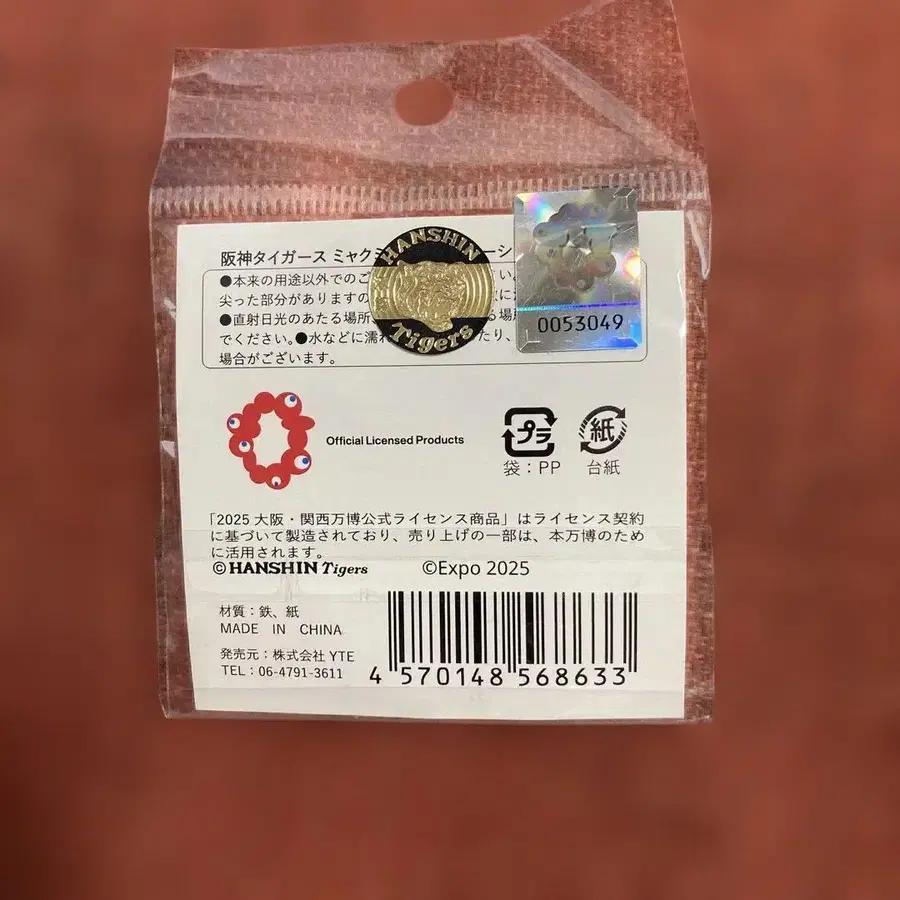 阪神タイガース ミャク
HANSHIN
Tigers
0053049
●本来の用途以外でのご
尖った部分がありますの
●直射日光のあたる場所
でください。●水などに濡れ たり、
場合がございます。
Official Licensed Products
プラ
袋：PP
紙
台紙
「2025 大阪・関西万博公式ライセンス商品」はライセンス契約
に基づいて製造されており、売り上げの一部は、本万博のため
に活用されます。
©HANSHIN Tigers ©Expo 2025
材質：鉄、紙
MADE IN CHINA
発売元：株式会社 YTE
TEL：06-4791-3611
4 570148 568633